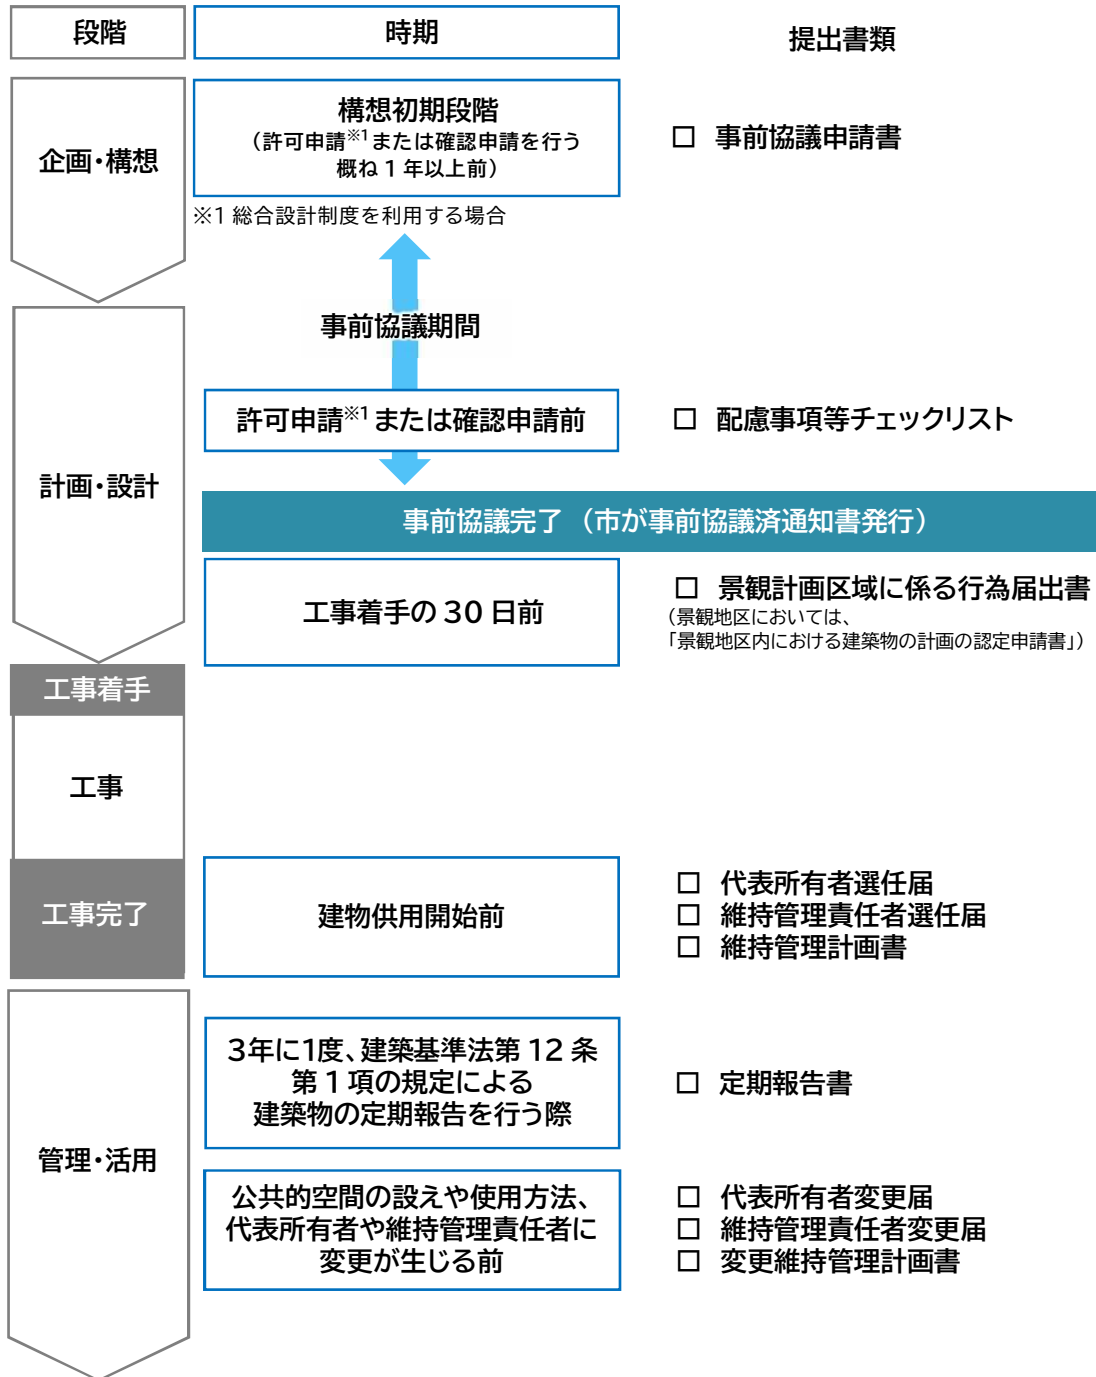 段階
時期
提出書類
企画・構想
構想初期段階
（許可申請※1または確認申請を行う
概ね１年以上前）
□ 事前協議申請書
※1 総合設計制度を利用する場合
事前協議期間
計画・設計
許可申請※1または確認申請前
□ 配慮事項等チェックリスト
事前協議完了（市が事前協議済通知書発行）
工事着手の30日前
□ 景観計画区域に係る行為届出書
（景観地区においては、
「景観地区内における建築物の計画の認定申請書」）
工事着手
工事
工事完了
建物供用開始前
□ 代表所有者選任届
□ 維持管理責任者選任届
□ 維持管理計画書
管理・活用
3年に1度、建築基準法第12条
第1項の規定による
建築物の定期報告を行う際
□ 定期報告書
公共的空間の設えや使用方法、
代表所有者や維持管理責任者に
変更が生じる前
□ 代表所有者変更届
□ 維持管理責任者変更届
□ 変更維持管理計画書